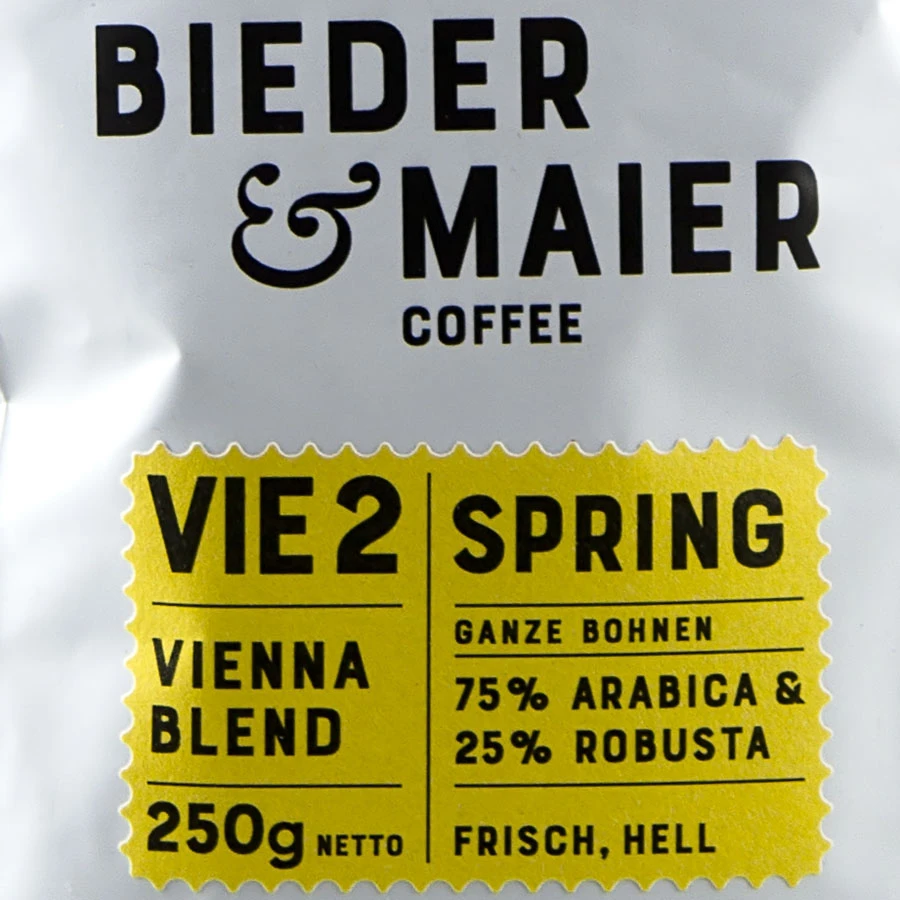 BIEDER
& MAIER
COFFEE
VIE 2
VIENNA
BLEND
250g NETTO
SPRING
GANZE BOHNEN
75% ARABICA &
25% ROBUSTA
FRISCH, HELL